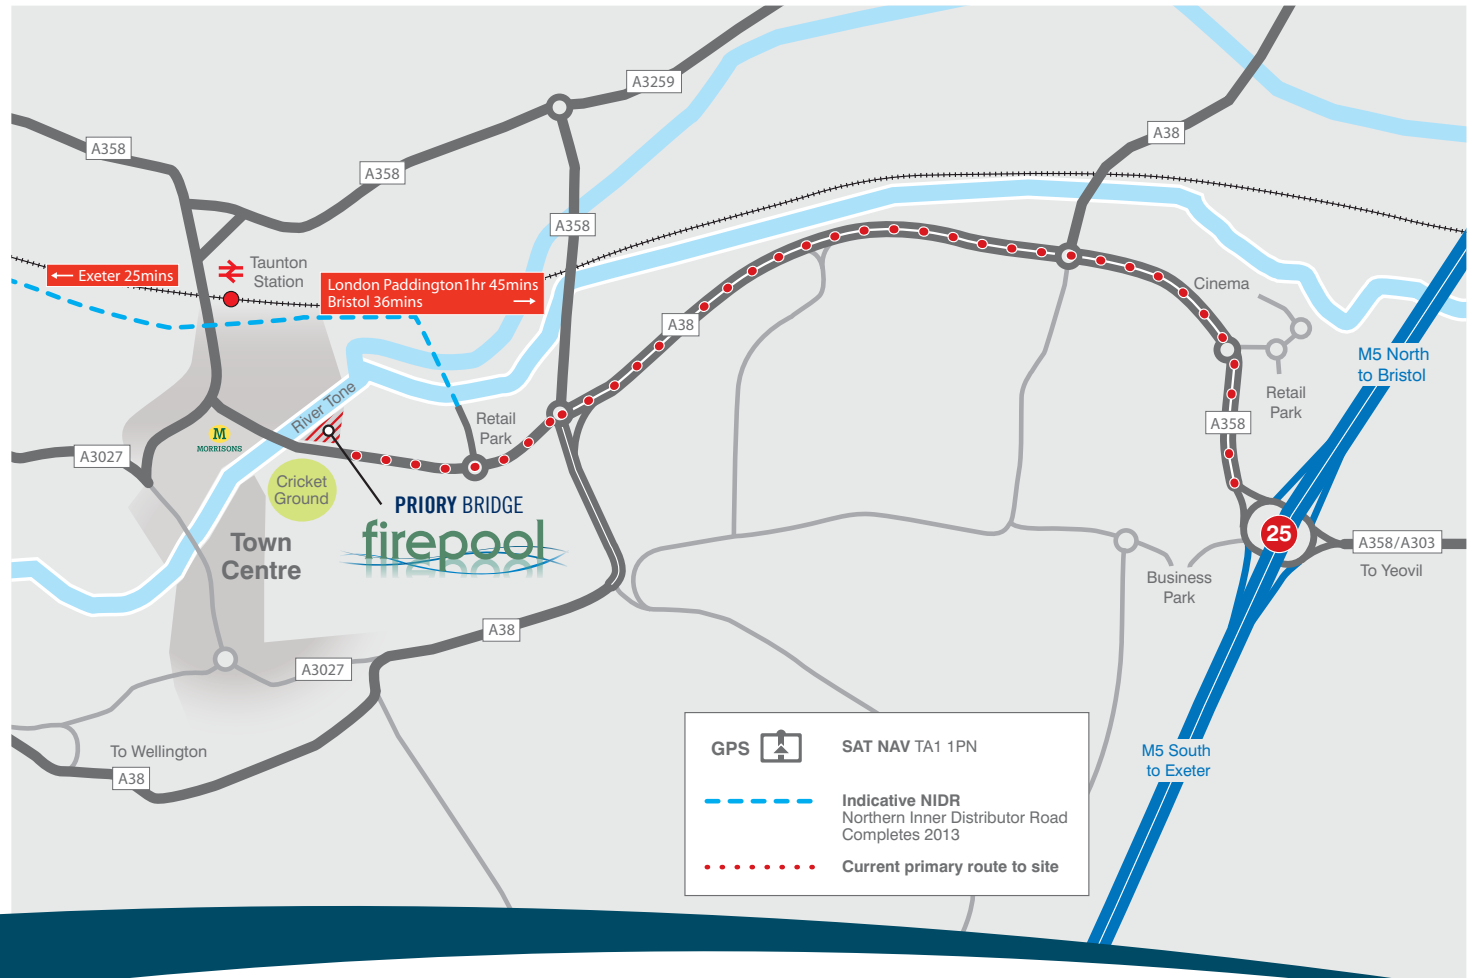 A3259
A358
A38
A358
A358
Taunton
Station
← Exeter 25mins
London Paddington1hr 45mins
Bristol 36mins →
Cinema
A38
M5 North
to Bristol
River Tone
Retail
Park
Retail
Park
A358
M
MORRISONS
A3027
Cricket
Ground
PRIORY BRIDGE
firepool
Town
Centre
25
A358/A303
To Yeovil
Business
Park
A38
A3027
To Wellington
A38
M5 South
to Exeter
GPS
SAT NAV TA1 1PN
Indicative NIDR
Northern Inner Distributor Road
Completes 2013
Current primary route to site